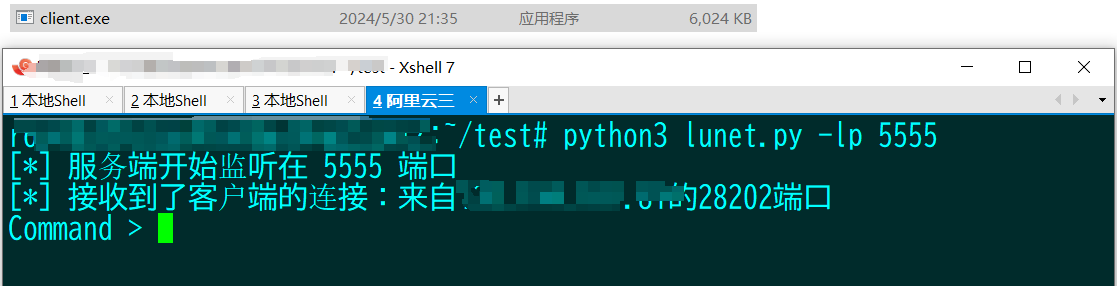 client.exe 2024/5/30 21:35 应用程序 6,024 KB
/test - Xshell 7
1 本地Shell 2 本地Shell 3 本地Shell 4 阿里云三
:~/test# python3 lunet.py -lp 5555
[*] 服务端开始监听在 5555 端口
[*] 接收到了客户端的连接：来自 的28202端口
Command >